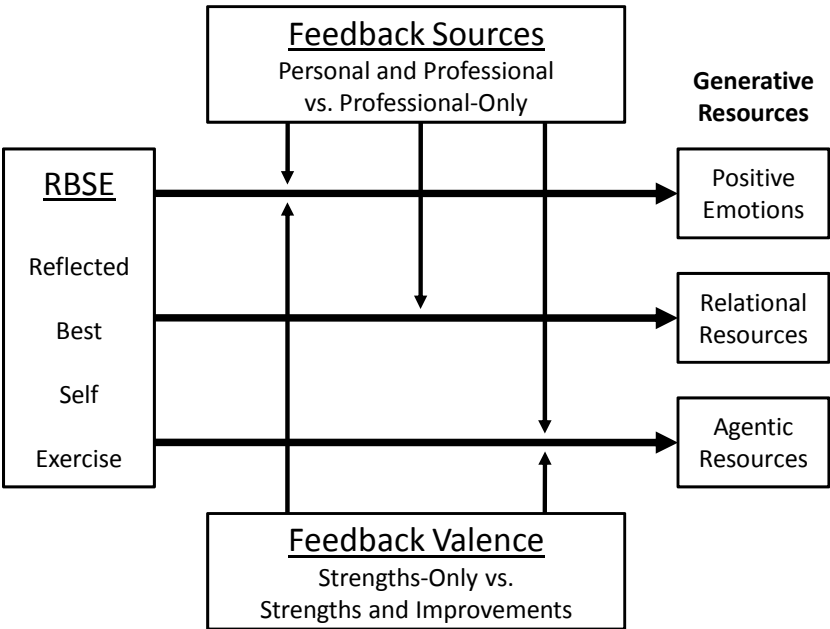 Feedback Sources
Personal and Professional
vs. Professional-Only
Generative
Resources
RBSE
Reflected
Best
Self
Exercise
Positive
Emotions
Relational
Resources
Agentic
Resources
Feedback Valence
Strengths-Only vs.
Strengths and Improvements